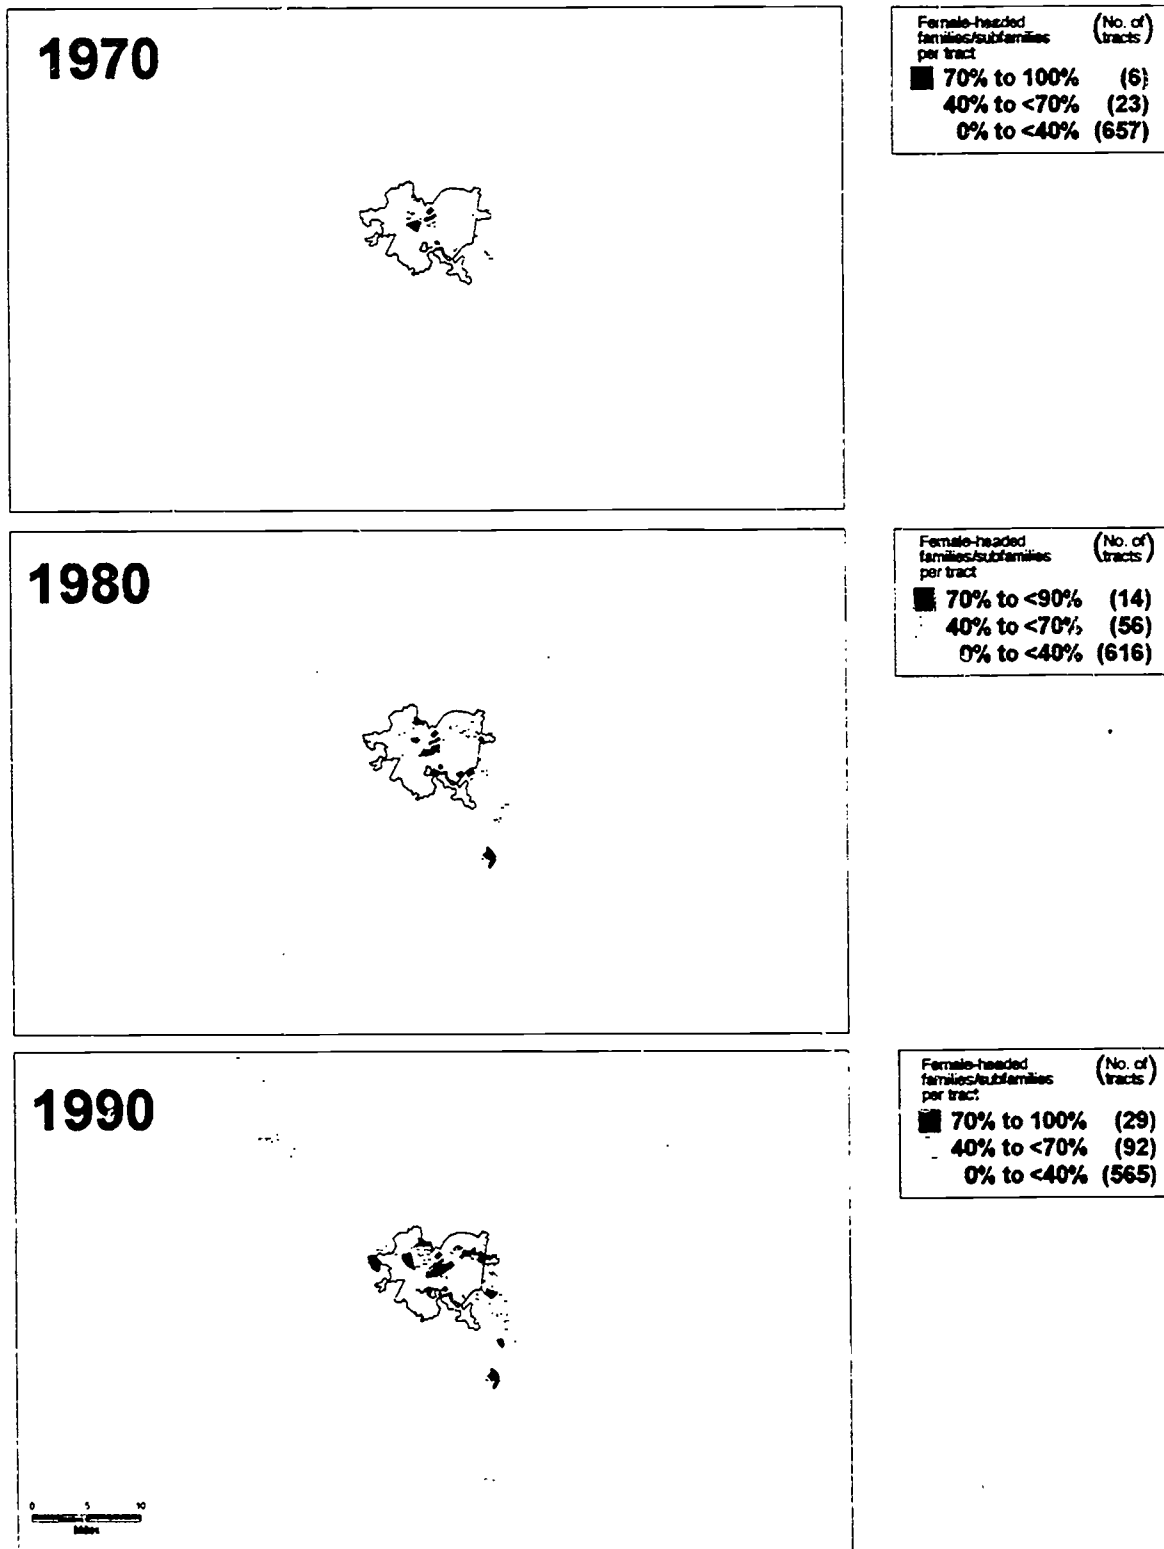 1970
Female-headed (No. of
families/subfamilies tracts)
per tract
70% to 100% (6)
40% to <70% (23)
0% to <40% (657)
1980
Female-headed (No. of
families/subfamilies tracts)
per tract
70% to <90% (14)
40% to <70% (56)
0% to <40% (616)
1990
Female-headed (No. of
families/subfamilies tracts)
per tract
70% to 100% (29)
40% to <70% (92)
0% to <40% (565)
0 5 10
Miles